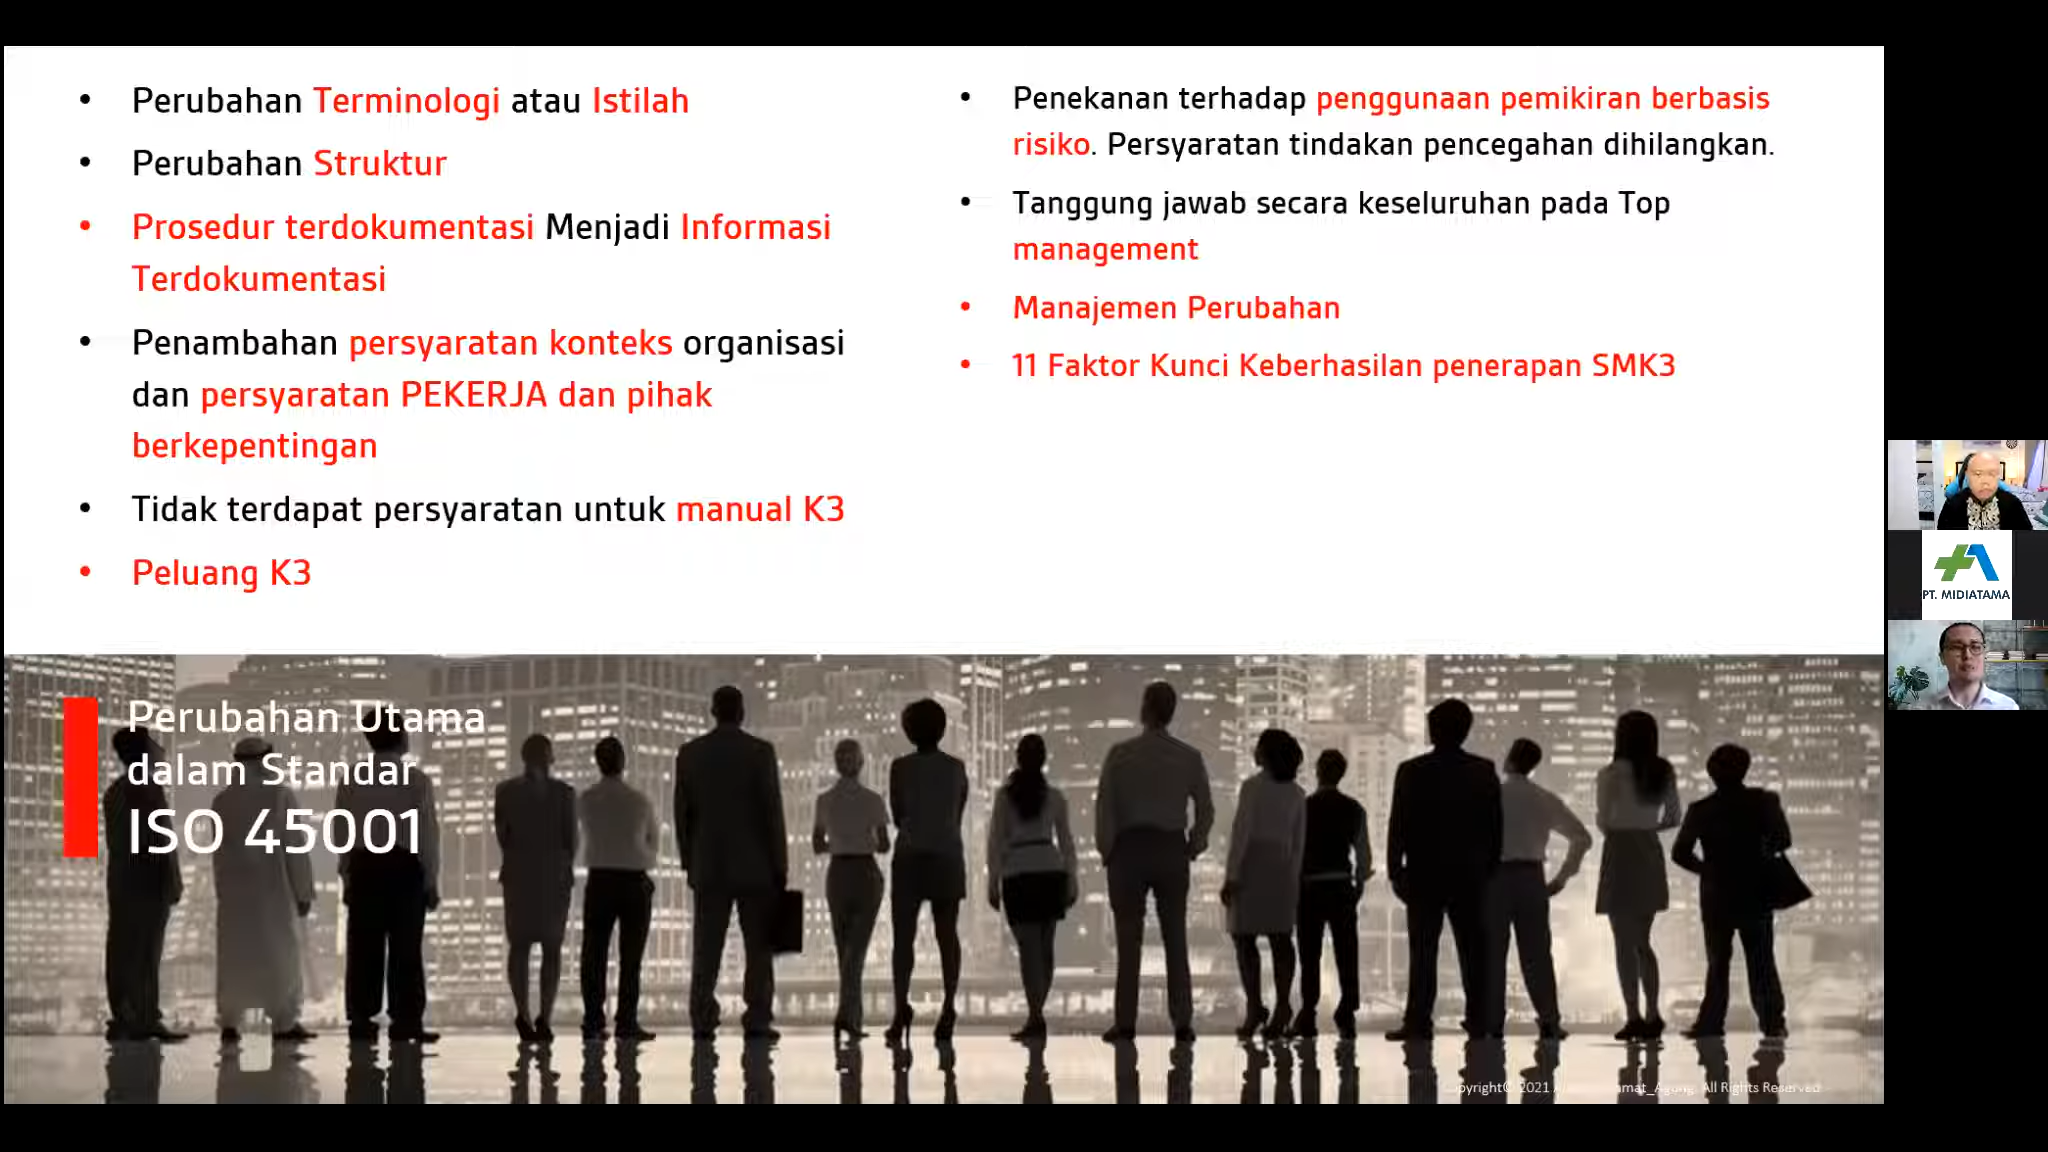 • Perubahan Terminologi atau Istilah
• Perubahan Struktur
• Prosedur terdokumentasi Menjadi Informasi
Terdokumentasi
• Penambahan persyaratan konteks organisasi
dan persyaratan PEKERJA dan pihak
berkepentingan
• Tidak terdapat persyaratan untuk manual K3
• Peluang K3
• Penekanan terhadap penggunaan pemikiran berbasis
risiko. Persyaratan tindakan pencegahan dihilangkan.
• Tanggung jawab secara keseluruhan pada Top
management
• Manajemen Perubahan
• 11 Faktor Kunci Keberhasilan penerapan SMK3
Perubahan Utama
dalam Standar
ISO 45001
2021 All Rights Reserved
PT. MIDIATAMA